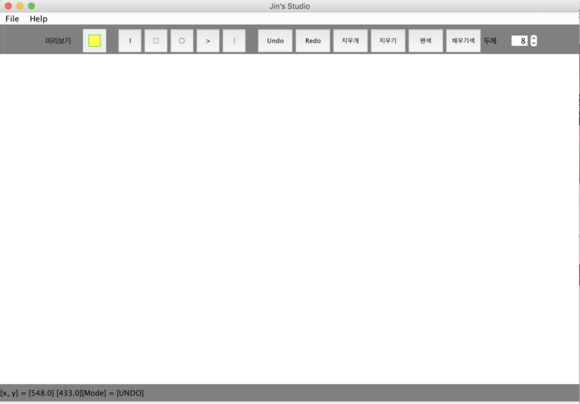 Jin's Studio
File Help
미리보기 I □ ○ > Undo Redo 지우개 지우기 펜색 채우기색 두께 8
[x, y] = [548.0] [433.0][Mode] = [UNDO]